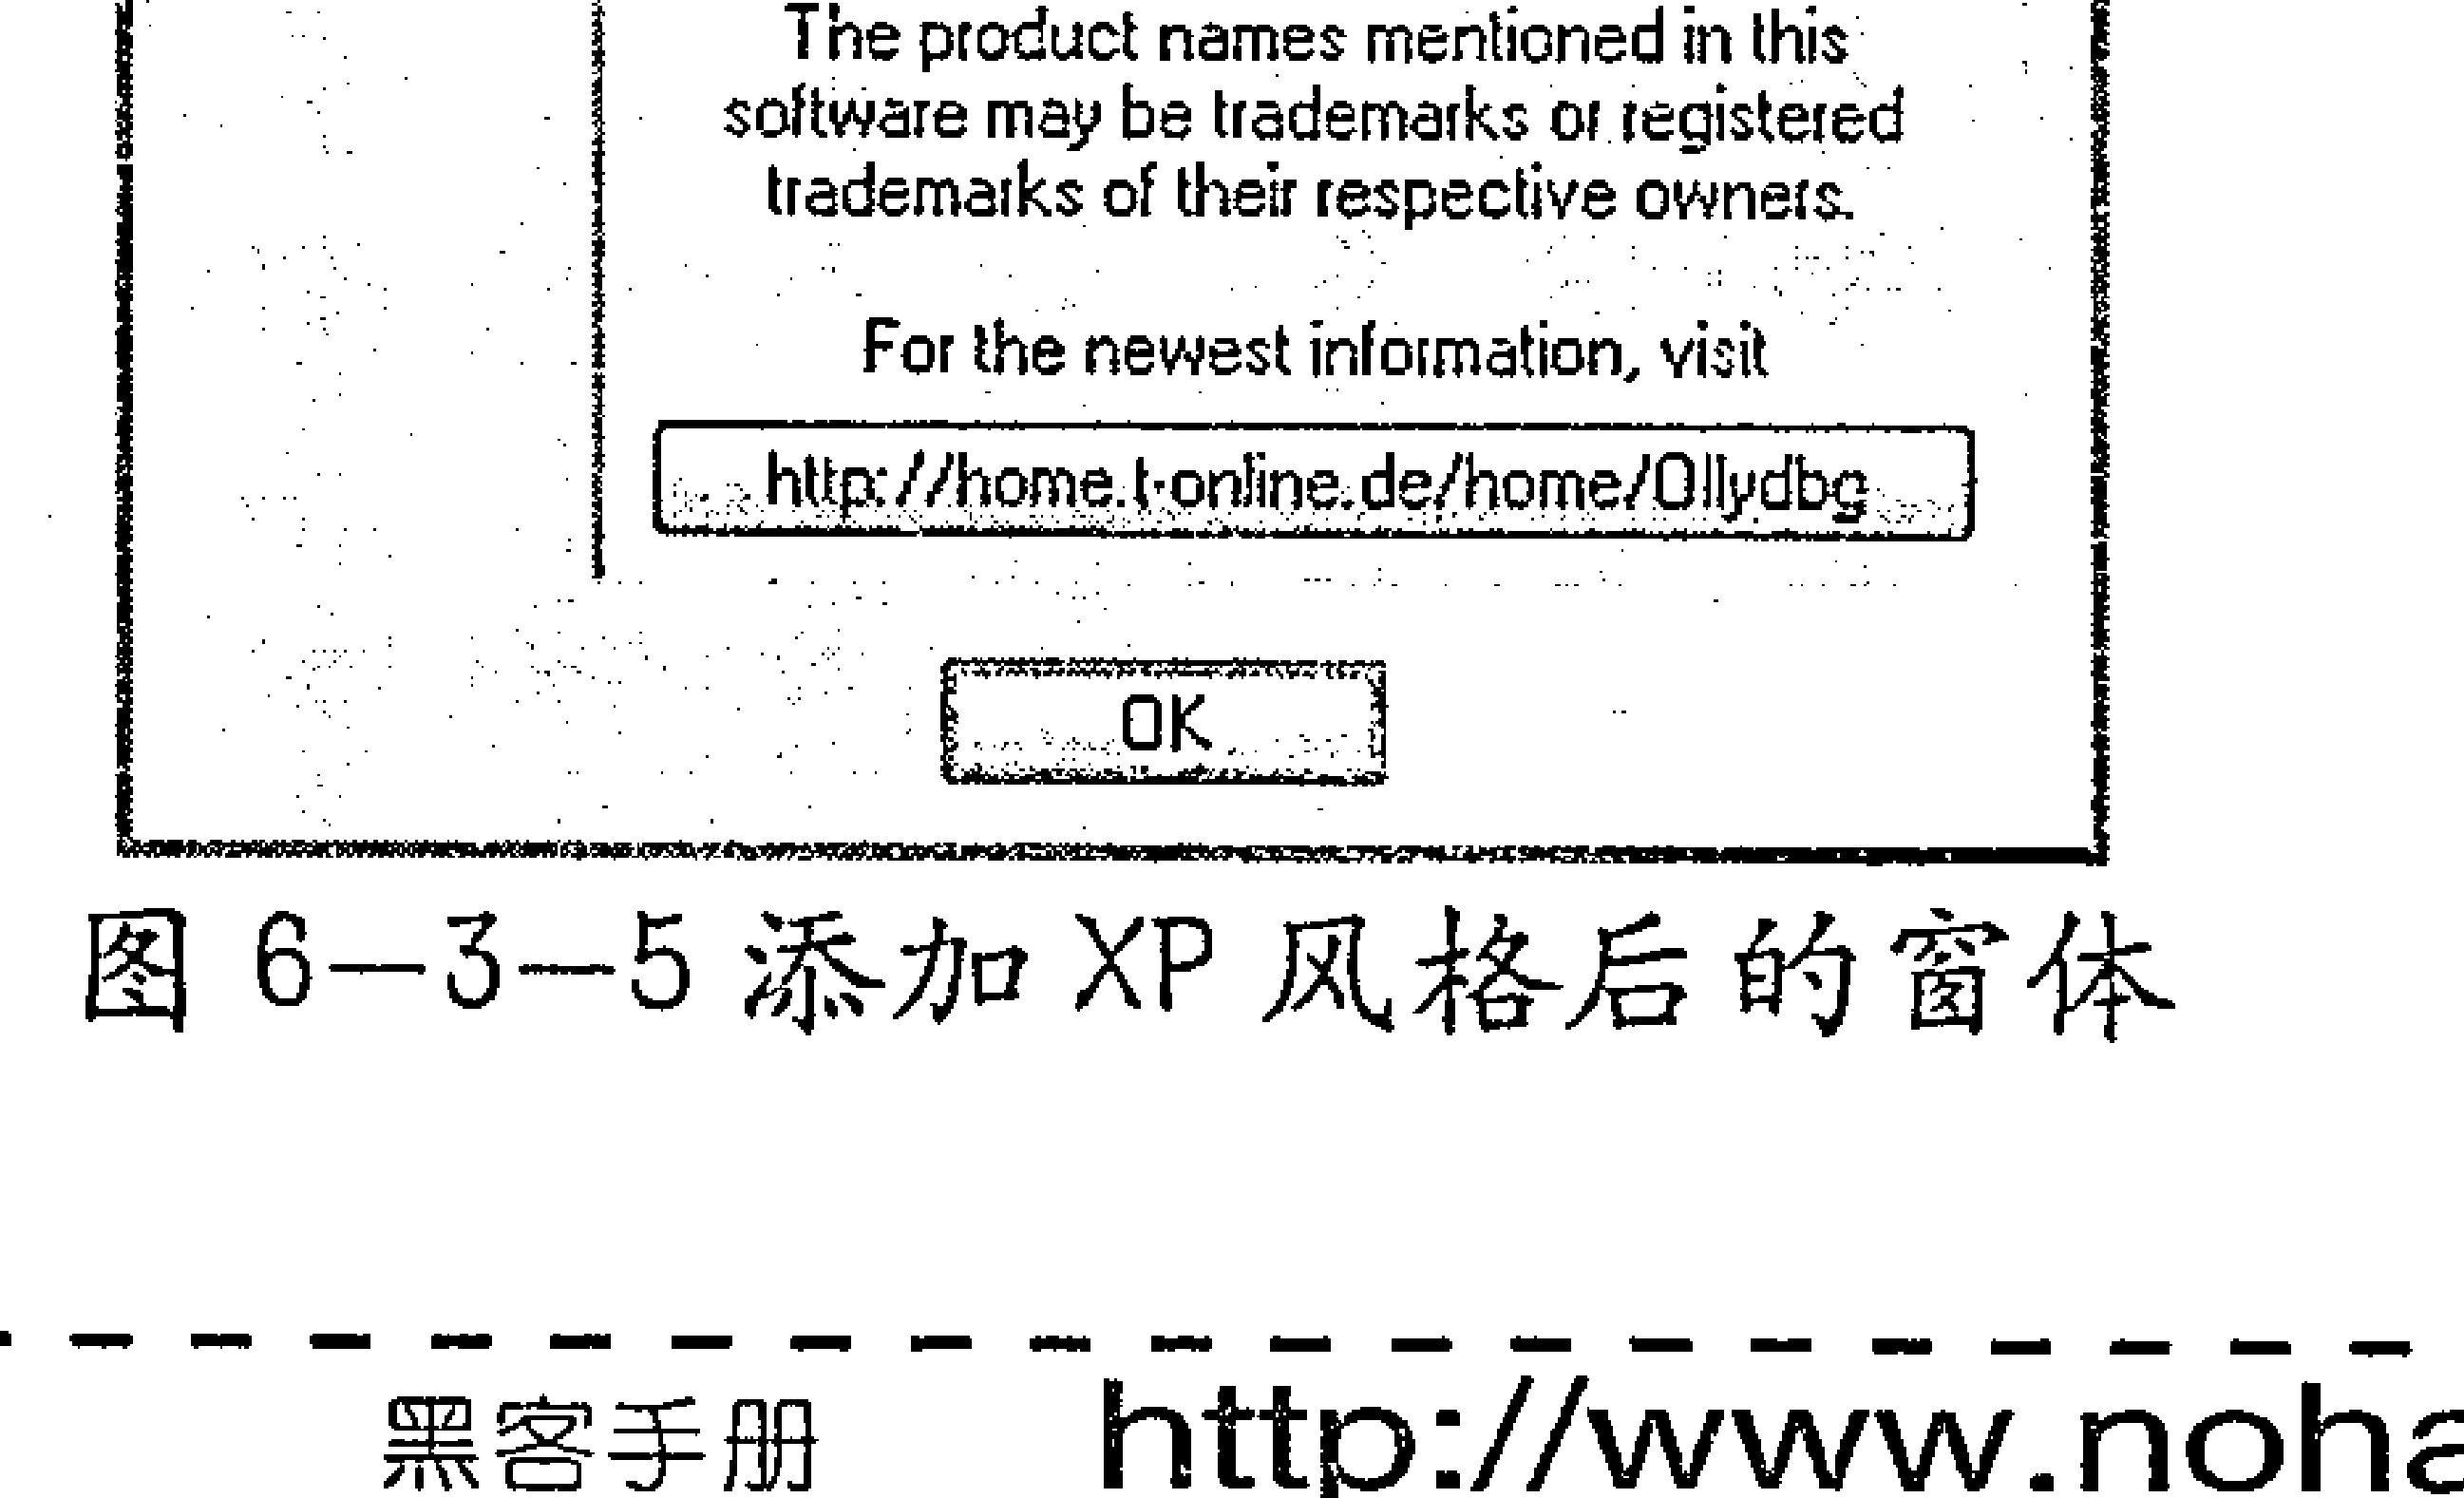 The product names mentioned in this
software may be trademarks or registered
trademarks of their respective owners.
For the newest information, visit
http://home.t-online.de/home/Ollydbg
OK
图 6—3—5 添加 XP 风格后的窗体
黑客手册 http://www.noha